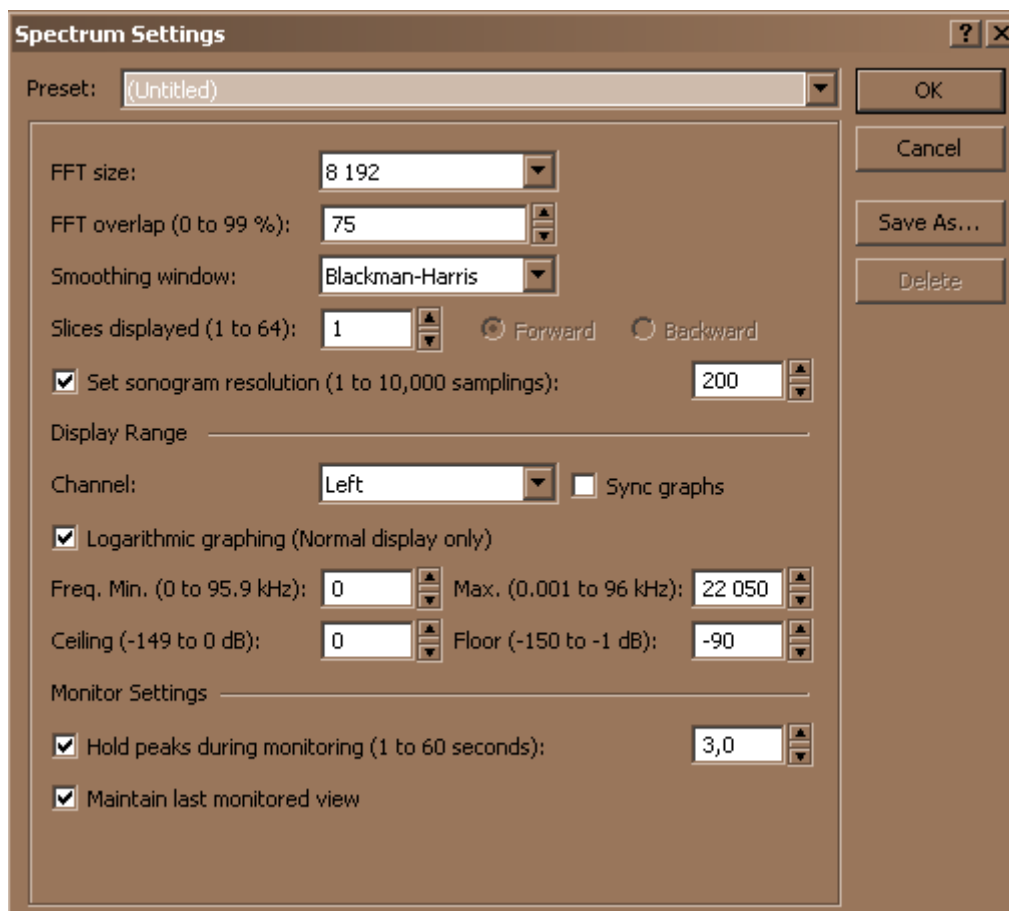 Spectrum Settings
Preset: (Untitled)
OK
Cancel
Save As...
Delete
FFT size: 8 192
FFT overlap (0 to 99 %): 75
Smoothing window: Blackman-Harris
Slices displayed (1 to 64): 1 Forward Backward
Set sonogram resolution (1 to 10,000 samplings): 200
Display Range
Channel: Left Sync graphs
Logarithmic graphing (Normal display only)
Freq. Min. (0 to 95.9 kHz): 0 Max. (0.001 to 96 kHz): 22 050
Ceiling (-149 to 0 dB): 0 Floor (-150 to -1 dB): -90
Monitor Settings
Hold peaks during monitoring (1 to 60 seconds): 3,0
Maintain last monitored view